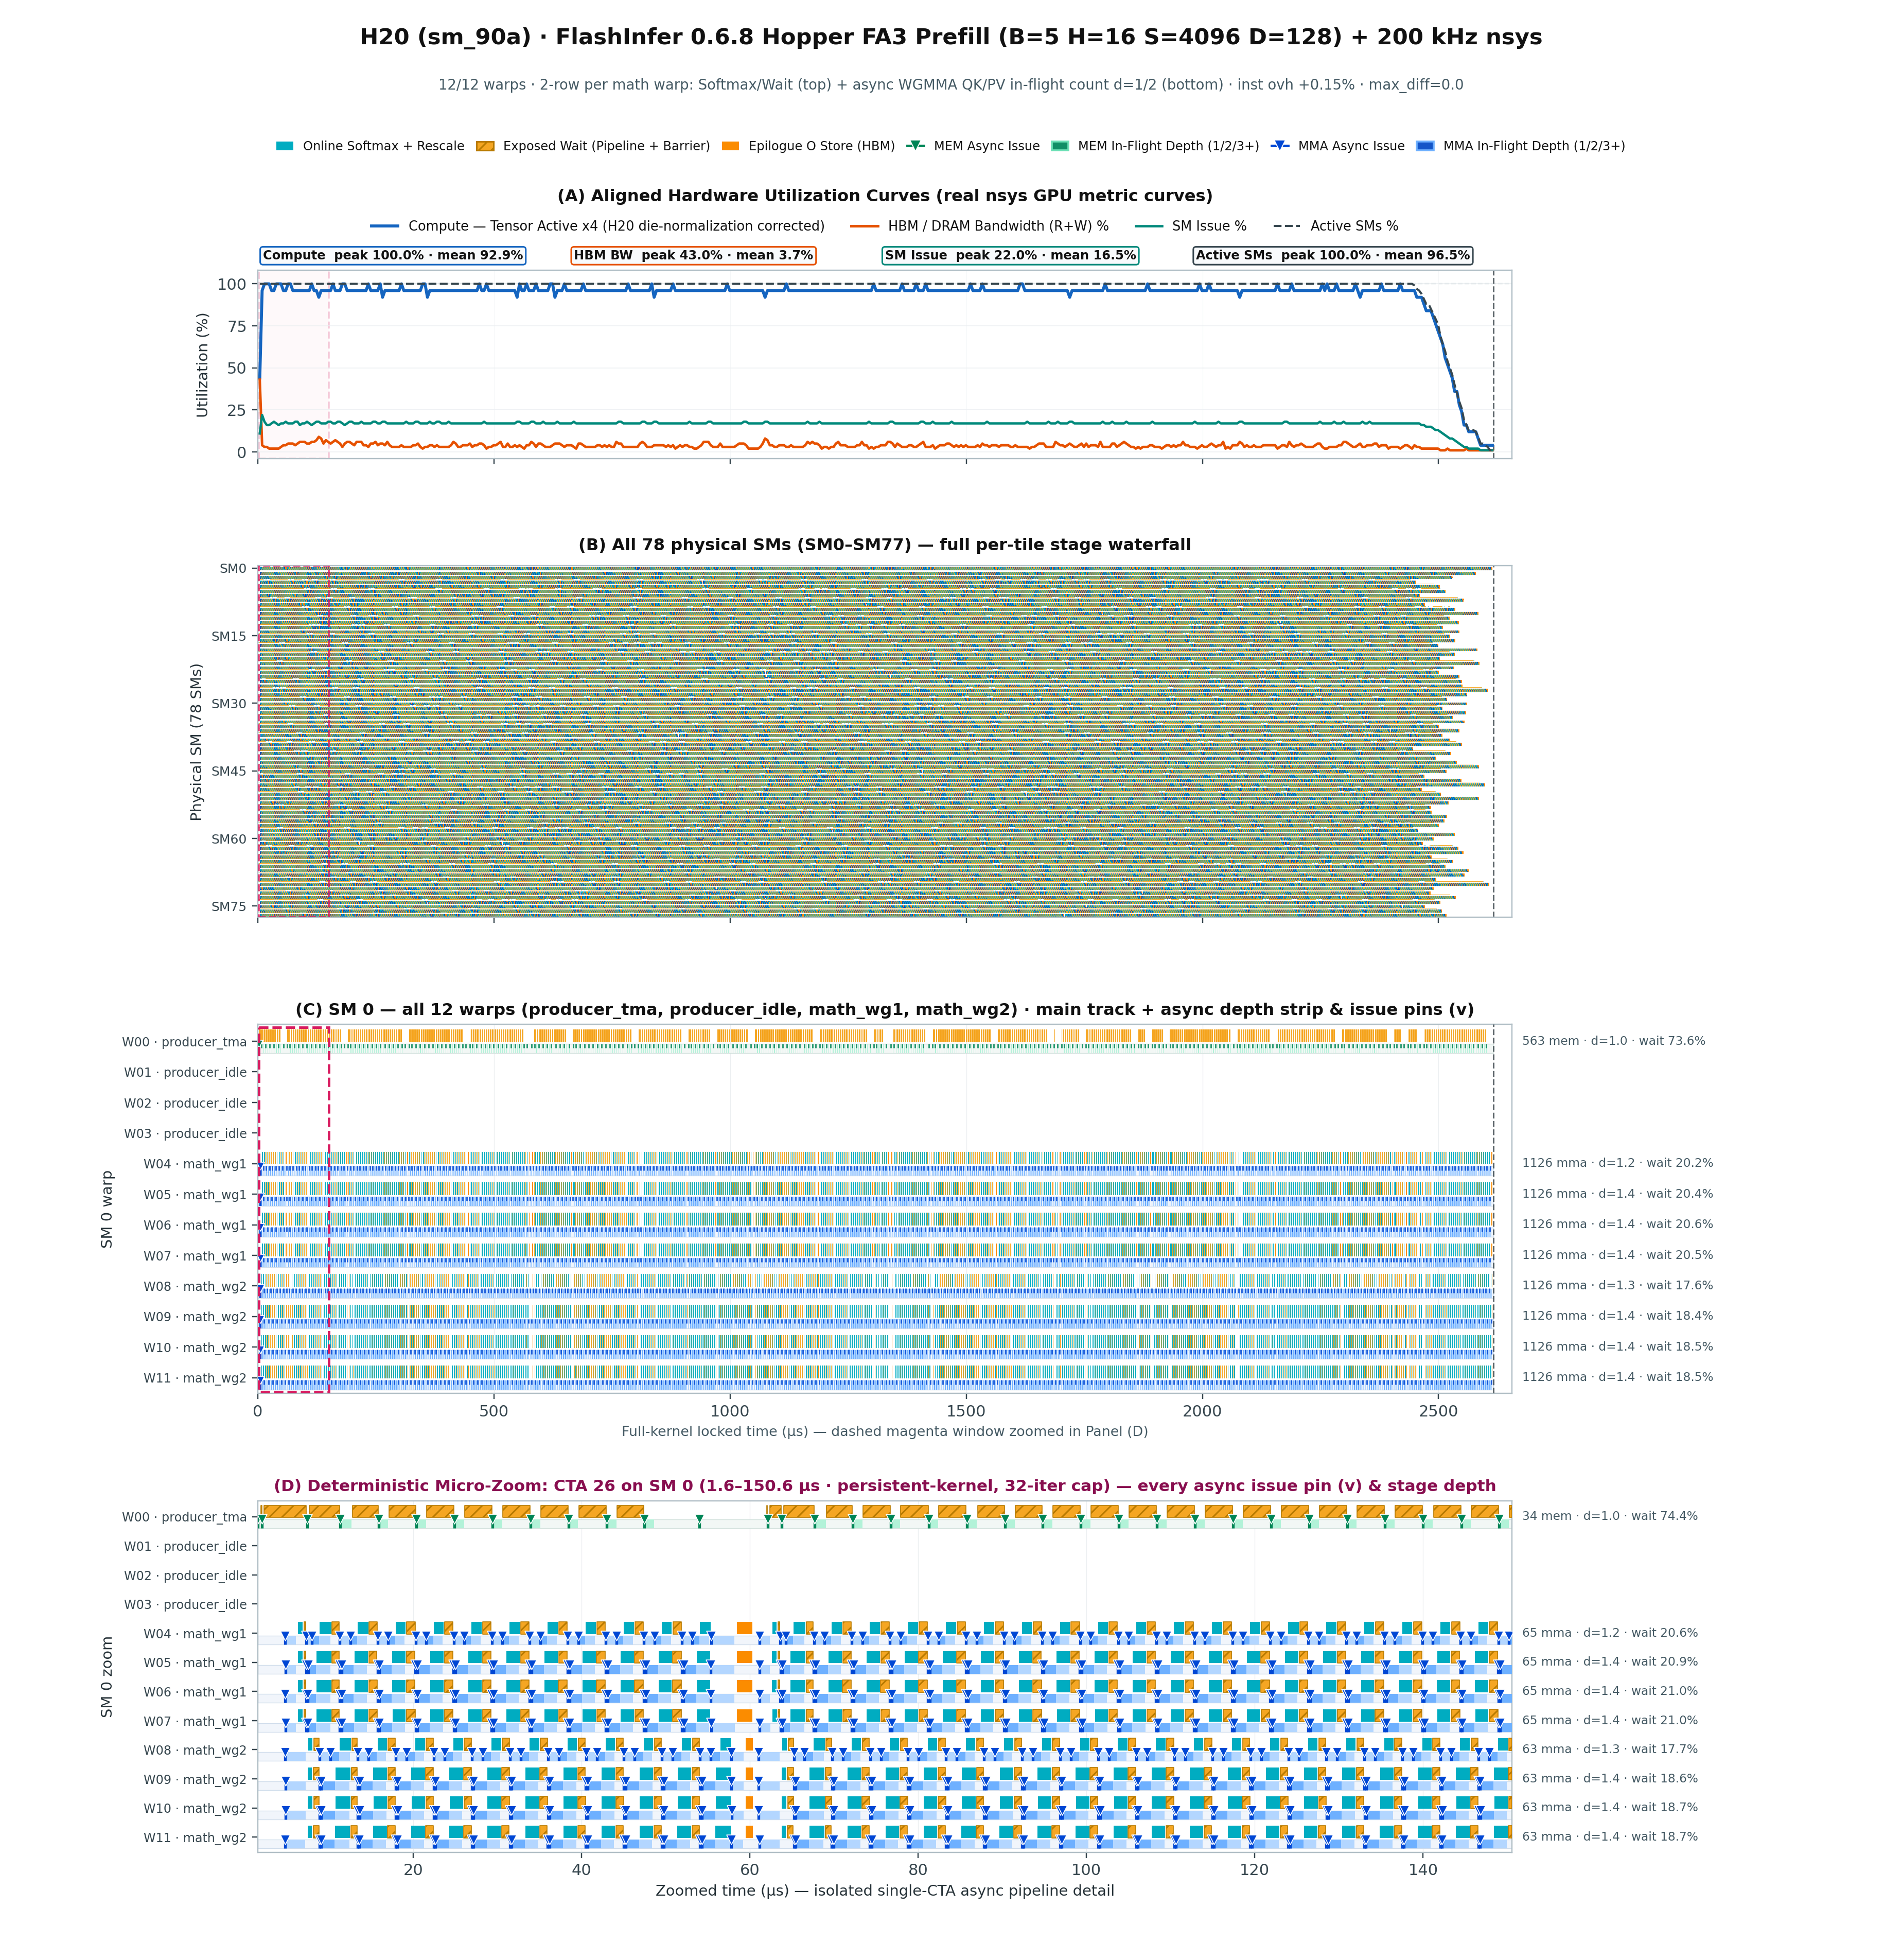 H20 (sm_90a) · FlashInfer 0.6.8 Hopper FA3 Prefill (B=5 H=16 S=4096 D=128) + 200 kHz nsys
12/12 warps · 2-row per math warp: Softmax/Wait (top) + async WGMMA QK/PV in-flight count d=1/2 (bottom) · inst ovh +0.15% · max_diff=0.0
Online Softmax + Rescale
Exposed Wait (Pipeline + Barrier)
Epilogue O Store (HBM)
MEM Async Issue
MEM In-Flight Depth (1/2/3+)
MMA Async Issue
MMA In-Flight Depth (1/2/3+)
(A) Aligned Hardware Utilization Curves (real nsys GPU metric curves)
Compute — Tensor Active x4 (H20 die-normalization corrected)
HBM / DRAM Bandwidth (R+W) %
SM Issue %
Active SMs %
Compute peak 100.0% · mean 92.9%
HBM BW peak 43.0% · mean 3.7%
SM Issue peak 22.0% · mean 16.5%
Active SMs peak 100.0% · mean 96.5%
Utilization (%)
100
75
50
25
0
(B) All 78 physical SMs (SM0–SM77) — full per-tile stage waterfall
Physical SM (78 SMs)
SM0
SM15
SM30
SM45
SM60
SM75
(C) SM 0 — all 12 warps (producer_tma, producer_idle, math_wg1, math_wg2) · main track + async depth strip & issue pins (v)
SM 0 warp
W00 · producer_tma
563 mem · d=1.0 · wait 73.6%
W01 · producer_idle
W02 · producer_idle
W03 · producer_idle
W04 · math_wg1
1126 mma · d=1.2 · wait 20.2%
W05 · math_wg1
1126 mma · d=1.4 · wait 20.4%
W06 · math_wg1
1126 mma · d=1.4 · wait 20.6%
W07 · math_wg1
1126 mma · d=1.4 · wait 20.5%
W08 · math_wg2
1126 mma · d=1.3 · wait 17.6%
W09 · math_wg2
1126 mma · d=1.4 · wait 18.4%
W10 · math_wg2
1126 mma · d=1.4 · wait 18.5%
W11 · math_wg2
1126 mma · d=1.4 · wait 18.5%
0 500 1000 1500 2000 2500
Full-kernel locked time (µs) — dashed magenta window zoomed in Panel (D)
(D) Deterministic Micro-Zoom: CTA 26 on SM 0 (1.6–150.6 µs · persistent-kernel, 32-iter cap) — every async issue pin (v) & stage depth
SM 0 zoom
W00 · producer_tma
34 mem · d=1.0 · wait 74.4%
W01 · producer_idle
W02 · producer_idle
W03 · producer_idle
W04 · math_wg1
65 mma · d=1.2 · wait 20.6%
W05 · math_wg1
65 mma · d=1.4 · wait 20.9%
W06 · math_wg1
65 mma · d=1.4 · wait 21.0%
W07 · math_wg1
65 mma · d=1.4 · wait 21.0%
W08 · math_wg2
63 mma · d=1.3 · wait 17.7%
W09 · math_wg2
63 mma · d=1.4 · wait 18.6%
W10 · math_wg2
63 mma · d=1.4 · wait 18.7%
W11 · math_wg2
63 mma · d=1.4 · wait 18.7%
20 40 60 80 100 120 140
Zoomed time (µs) — isolated single-CTA async pipeline detail